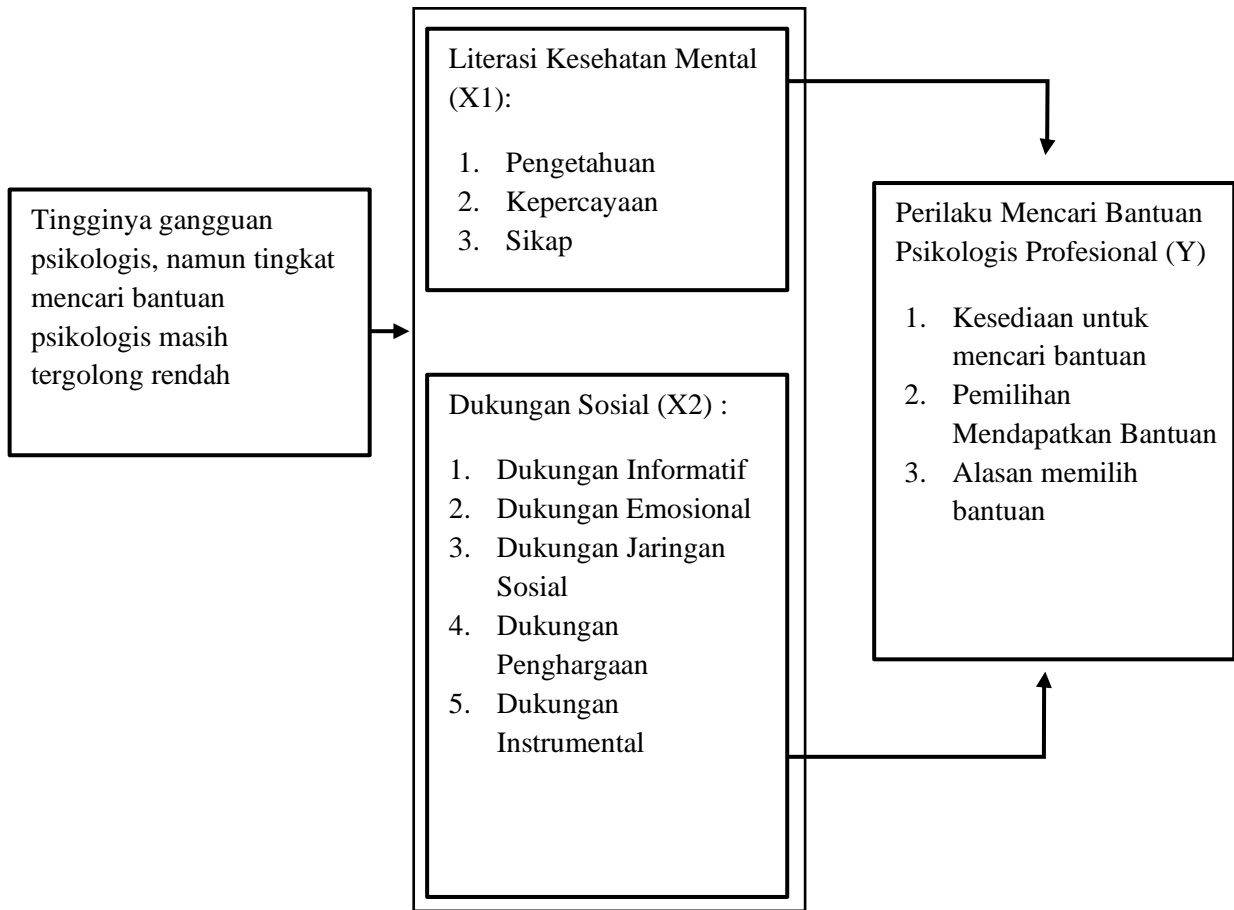 Tingginya gangguan
psikologis, namun tingkat
mencari bantuan
psikologis masih
tergolong rendah
Literasi Kesehatan Mental
(X1):
1. Pengetahuan
2. Kepercayaan
3. Sikap
Dukungan Sosial (X2) :
1. Dukungan Informatif
2. Dukungan Emosional
3. Dukungan Jaringan
Sosial
4. Dukungan
Penghargaan
5. Dukungan
Instrumental
Perilaku Mencari Bantuan
Psikologis Profesional (Y)
1. Kesediaan untuk
mencari bantuan
2. Pemilihan
Mendapatkan Bantuan
3. Alasan memilih
bantuan